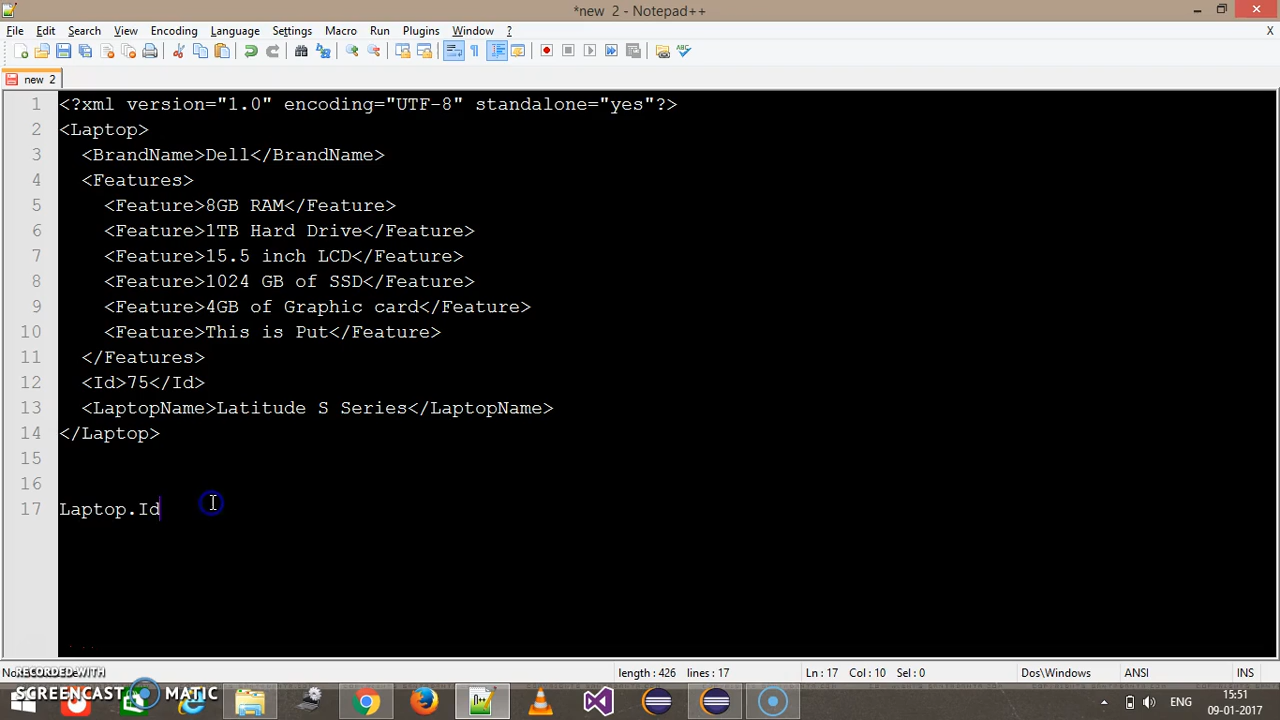 *new 2 - Notepad++
File Edit Search View Encoding Language Settings Macro Run Plugins Window ? X
new 2
1 <?xml version="1.0" encoding="UTF-8" standalone="yes"?>
2 <Laptop>
3 <BrandName>Dell</BrandName>
4 <Features>
5 <Feature>8GB RAM</Feature>
6 <Feature>1TB Hard Drive</Feature>
7 <Feature>15.5 inch LCD</Feature>
8 <Feature>1024 GB of SSD</Feature>
9 <Feature>4GB of Graphic card</Feature>
10 <Feature>This is Put</Feature>
11 </Features>
12 <Id>75</Id>
13 <LaptopName>Latitude S Series</LaptopName>
14 </Laptop>
15
16
17 Laptop.Id
length : 426 lines : 17 Ln : 17 Col : 10 Sel : 0 Dos\Windows ANSI INS
RECORDED WITH
SCREENCAST MATIC
ENG 15:51
09-01-2017